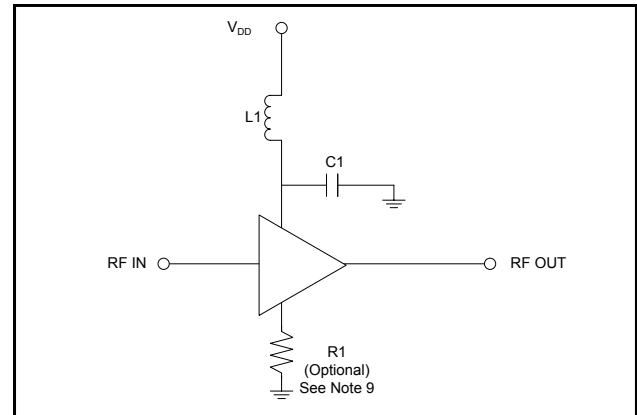 V_DD
L1
C1
RF IN
RF OUT
R1
(Optional)
See Note 9